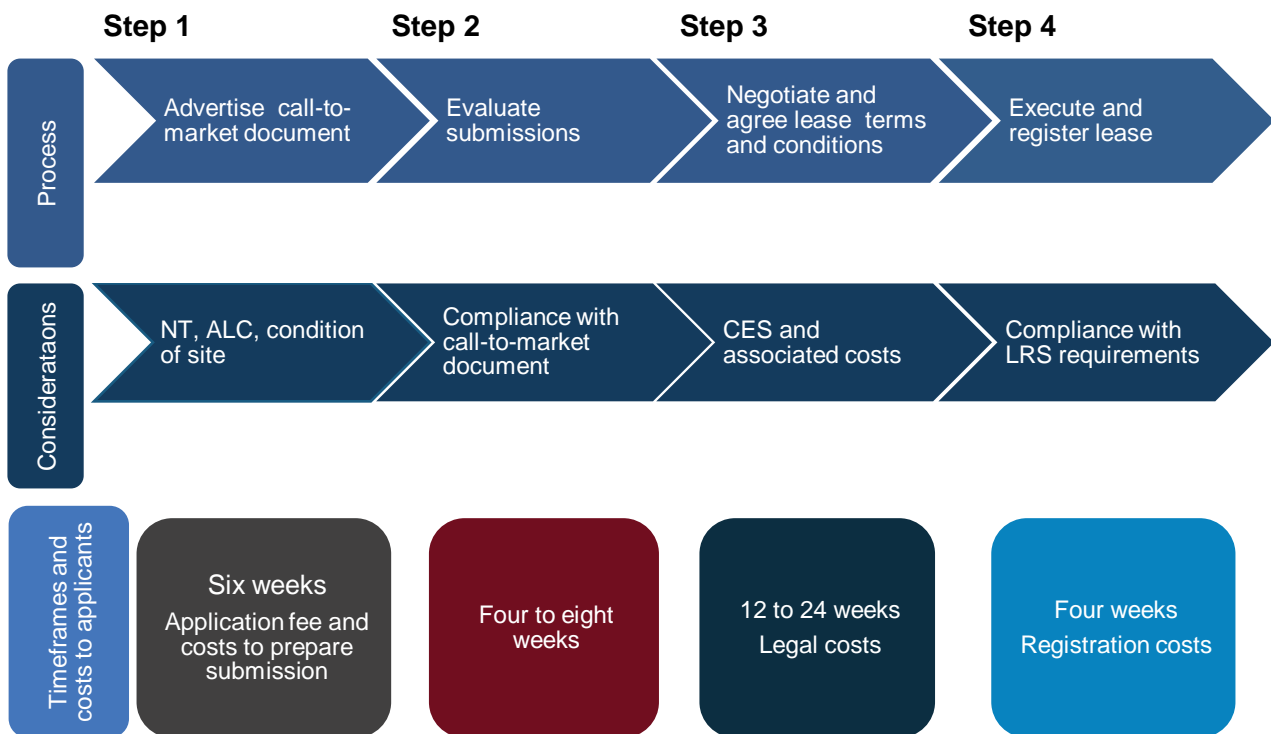 Step 1
Step 2
Step 3
Step 4
Process
Advertise call-to-
market document
Evaluate
submissions
Negotiate and
agree lease terms
and conditions
Execute and
register lease
Considerataons
NT, ALC, condition
of site
Compliance with
call-to-market
document
CES and
associated costs
Compliance with
LRS requirements
Timeframes and
costs to applicants
Six weeks
Application fee and
costs to prepare
submission
Four to eight
weeks
12 to 24 weeks
Legal costs
Four weeks
Registration costs